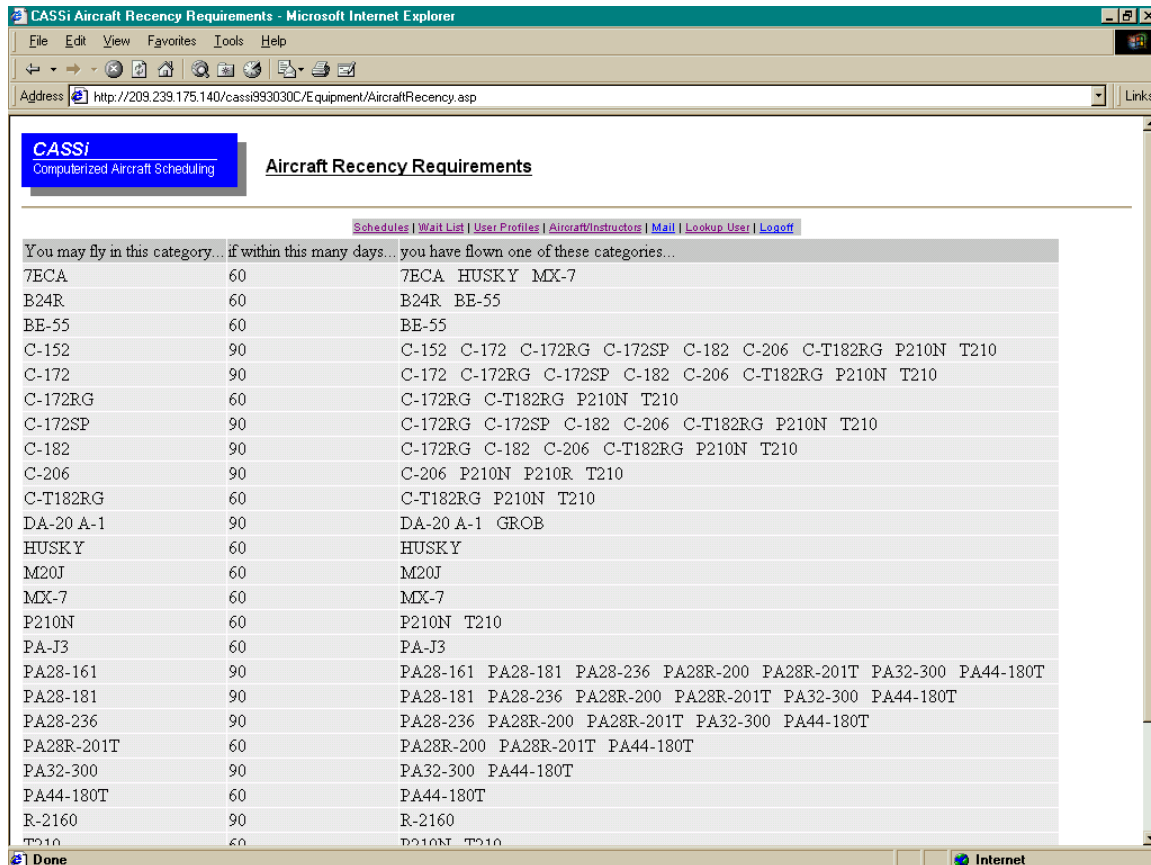 CASSi Aircraft Recency Requirements - Microsoft Internet Explorer
File Edit View Favorites Tools Help
Address http://209.239.175.140/cassi993030C/Equipment/AircraftRecency.asp Links
CASSi
Computerized Aircraft Scheduling
Aircraft Recency Requirements
Schedules | Wait List | User Profiles | Aircraft/Instructors | Mail | Lookup User | Logoff
You may fly in this category... if within this many days... you have flown one of these categories...
7ECA 60 7ECA HUSKY MX-7
B24R 60 B24R BE-55
BE-55 60 BE-55
C-152 90 C-152 C-172 C-172RG C-172SP C-182 C-206 C-T182RG P210N T210
C-172 90 C-172 C-172RG C-172SP C-182 C-206 C-T182RG P210N T210
C-172RG 60 C-172RG C-T182RG P210N T210
C-172SP 90 C-172RG C-172SP C-182 C-206 C-T182RG P210N T210
C-182 90 C-172RG C-182 C-206 C-T182RG P210N T210
C-206 90 C-206 P210N P210R T210
C-T182RG 60 C-T182RG P210N T210
DA-20 A-1 90 DA-20 A-1 GROB
HUSKY 60 HUSKY
M20J 60 M20J
MX-7 60 MX-7
P210N 60 P210N T210
PA-J3 60 PA-J3
PA28-161 90 PA28-161 PA28-181 PA28-236 PA28R-200 PA28R-201T PA32-300 PA44-180T
PA28-181 90 PA28-181 PA28-236 PA28R-200 PA28R-201T PA32-300 PA44-180T
PA28-236 90 PA28-236 PA28R-200 PA28R-201T PA32-300 PA44-180T
PA28R-201T 60 PA28R-200 PA28R-201T PA44-180T
PA32-300 90 PA32-300 PA44-180T
PA44-180T 60 PA44-180T
R-2160 90 R-2160
T210 60 P210N T210
Done Internet